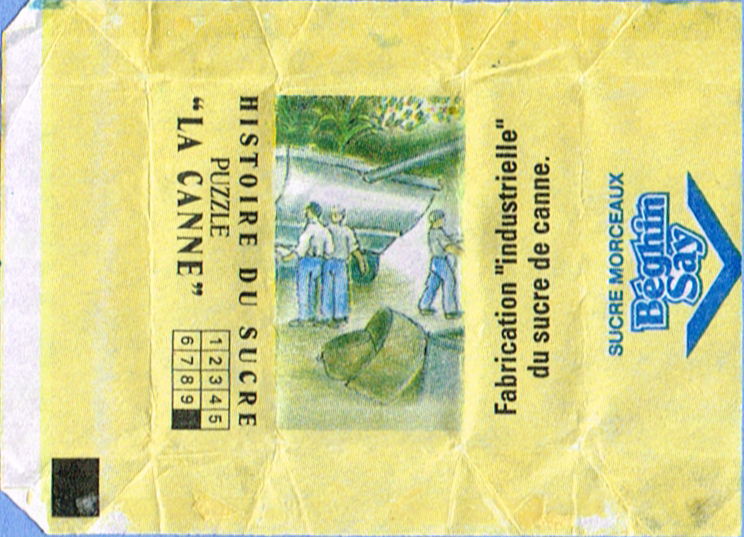 HISTOIRE DU SUCRE
PUZZLE
“LA CANNE”
1 2 3 4 5
6 7 8 9
Fabrication "industrielle"
du sucre de canne.
SUCRE MORCEAUX
Béghin
Say